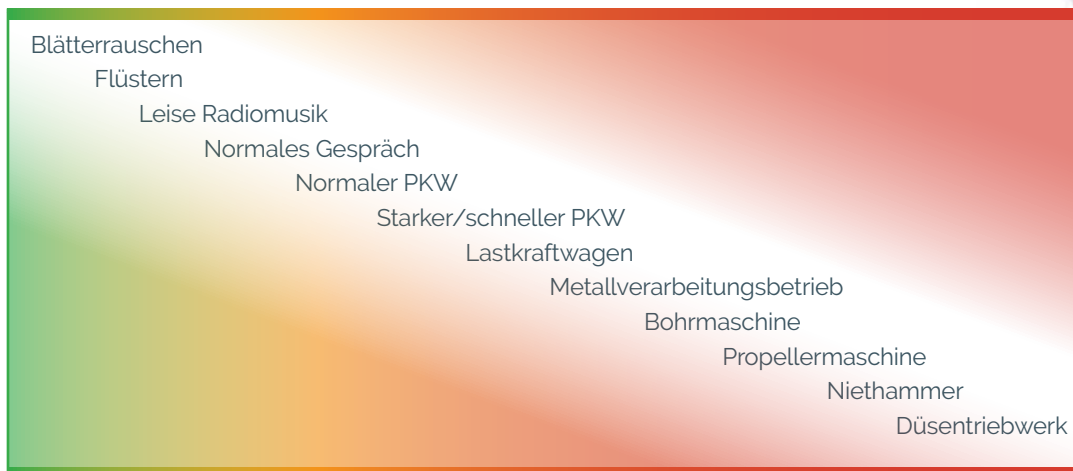 Blätterrauschen
Flüstern
Leise Radiomusik
Normales Gespräch
Normaler PKW
Starker/schneller PKW
Lastkraftwagen
Metallverarbeitungsbetrieb
Bohrmaschine
Propellermaschine
Niethammer
Düsentriebwerk